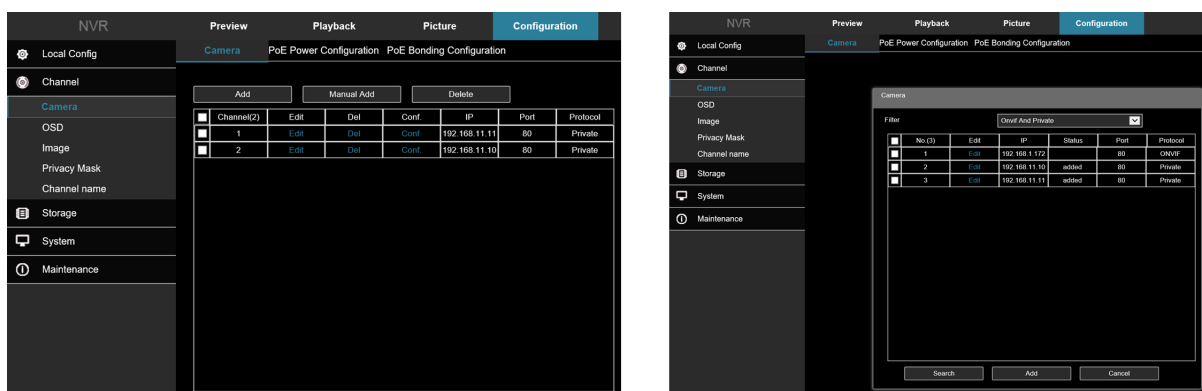 NVR Preview Playback Picture Configuration
Camera PoE Power Configuration PoE Bonding Configuration
Local Config
Channel
Camera
OSD
Image
Privacy Mask
Channel name
Storage
System
Maintenance
Add Manual Add Delete
Channel(2) Edit Del Conf. IP Port Protocol
1 Edit Del Conf. 192.168.11.11 80 Private
2 Edit Del Conf. 192.168.11.10 80 Private
NVR Preview Playback Picture Configuration
Camera PoE Power Configuration PoE Bonding Configuration
Local Config
Channel
Camera
OSD
Image
Privacy Mask
Channel name
Storage
System
Maintenance
Camera
Filter Onvif And Private
No.(3) Edit IP Status Port Protocol
1 Edit 192.168.1.172 80 ONVIF
2 Edit 192.168.11.10 added 80 Private
3 Edit 192.168.11.11 added 80 Private
Search Add Cancel